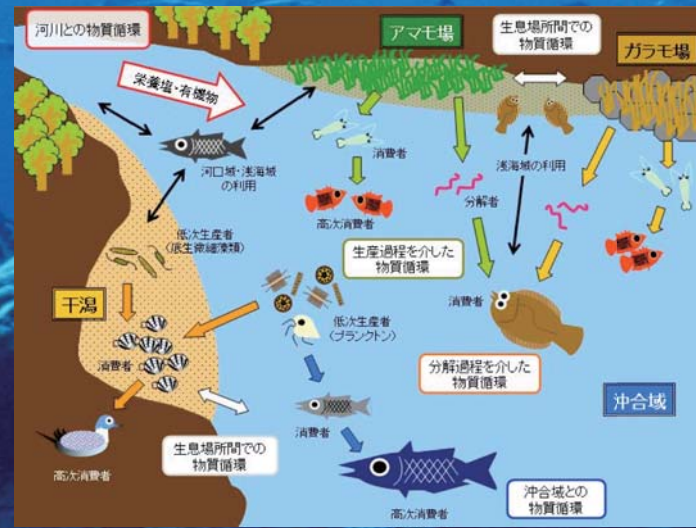 河川との物質循環
アマモ場
生息場所間での
物質循環
ガラモ場
栄養塩・有機物
河口域・浅海域
の利用
消費者
高次消費者
分解者
浅海域の利用
低次生産者
(底生微細藻類)
生産過程を介した
物質循環
干潟
消費者
低次生産者
(プランクトン)
消費者
分解過程を介した
物質循環
沖合域
消費者
高次消費者
生息場所間での
物質循環
高次消費者
沖合域との
物質循環